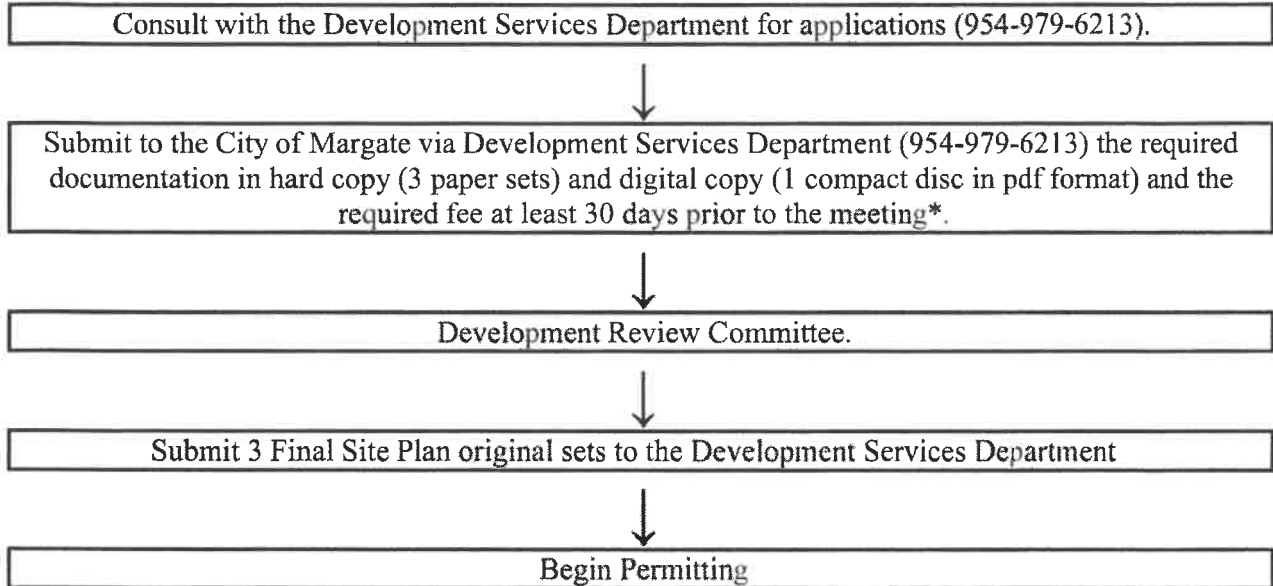 Consult with the Development Services Department for applications (954-979-6213).
Submit to the City of Margate via Development Services Department (954-979-6213) the required
documentation in hard copy (3 paper sets) and digital copy (1 compact disc in pdf format) and the
required fee at least 30 days prior to the meeting*.
Development Review Committee.
Submit 3 Final Site Plan original sets to the Development Services Department
Begin Permitting